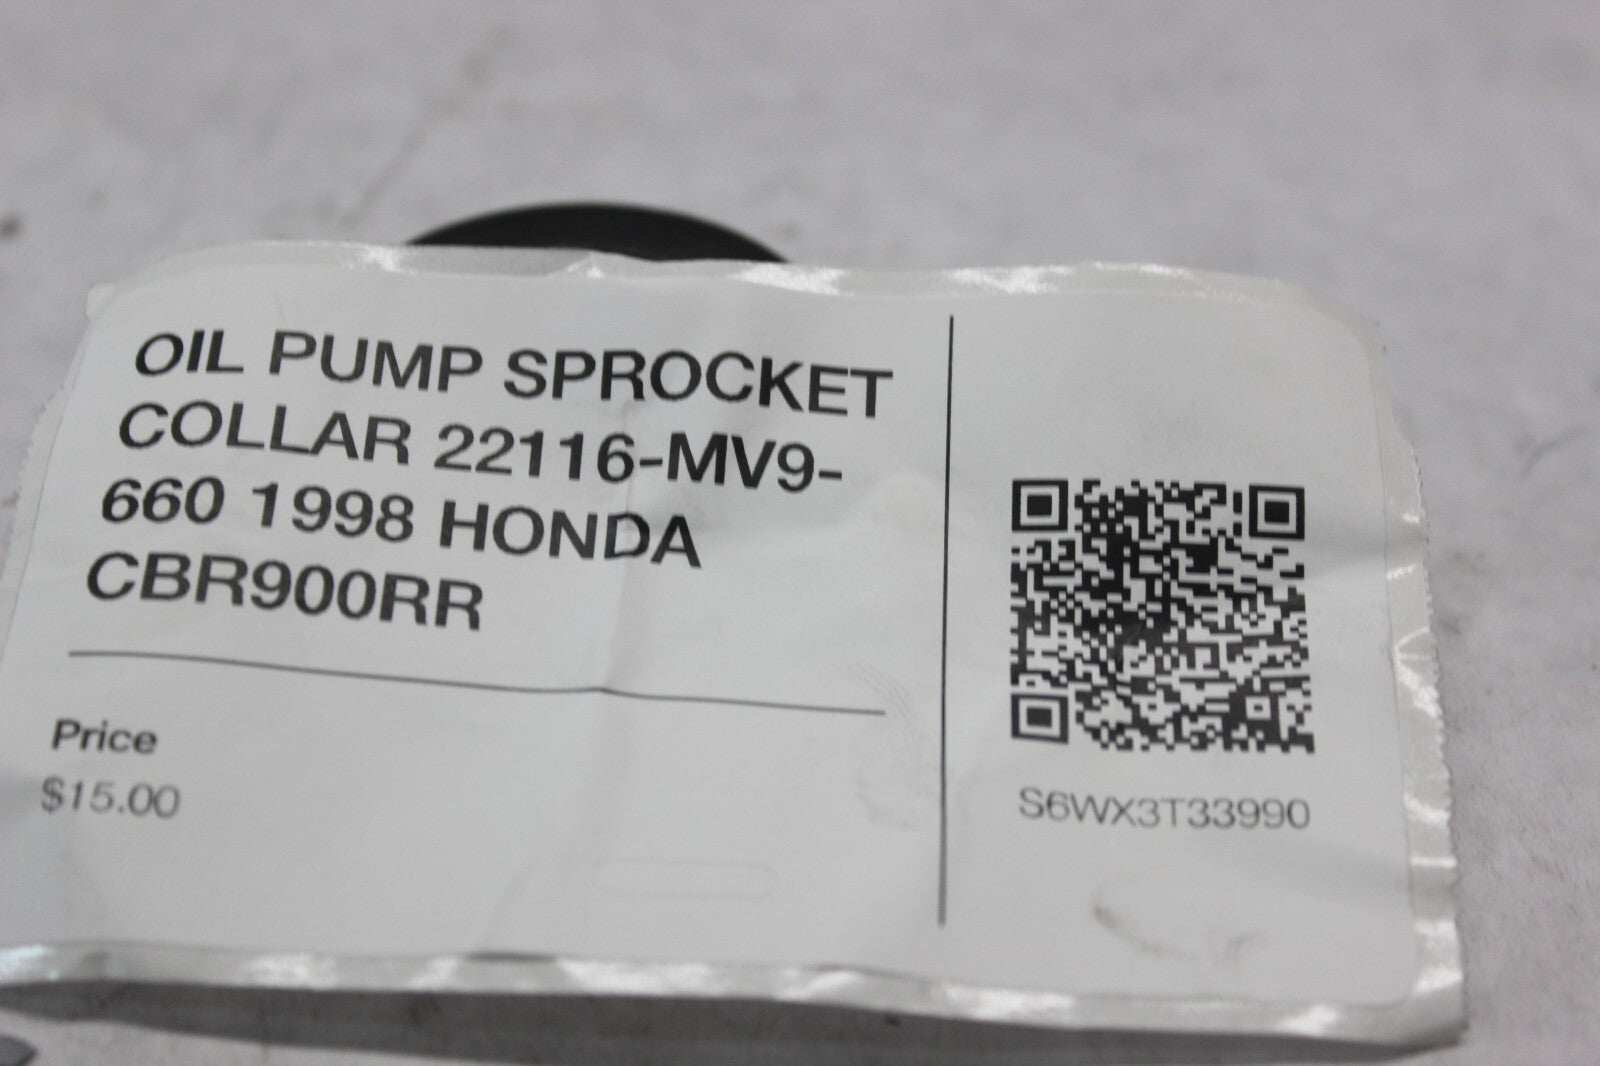 OIL PUMP SPROCKET
COLLAR 22116-MV9-
660 1998 HONDA
CBR900RR
Price
$15.00
S6WX3T33990